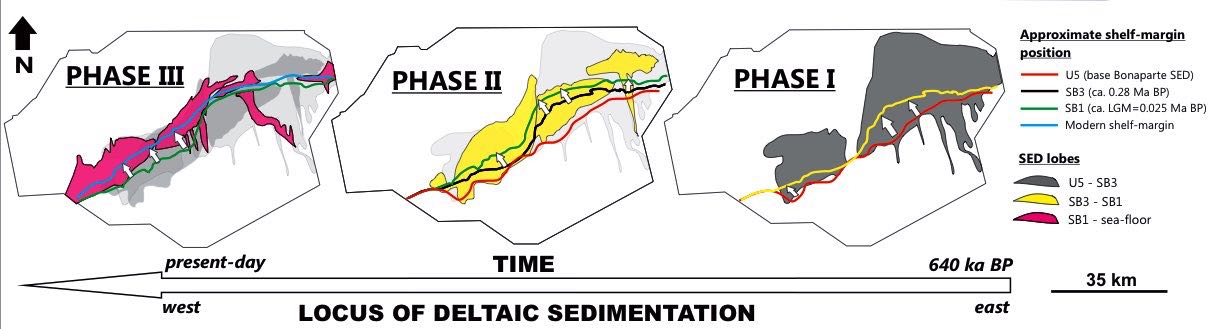 N
PHASE III
PHASE II
PHASE I
Approximate shelf-margin
position
U5 (base Bonaparte SED)
SB3 (ca. 0.28 Ma BP)
SB1 (ca. LGM=0.025 Ma BP)
Modern shelf-margin
SED lobes
U5 - SB3
SB3 - SB1
SB1 - sea-floor
present-day
TIME
640 ka BP
west
LOCUS OF DELTAIC SEDIMENTATION
east
35 km